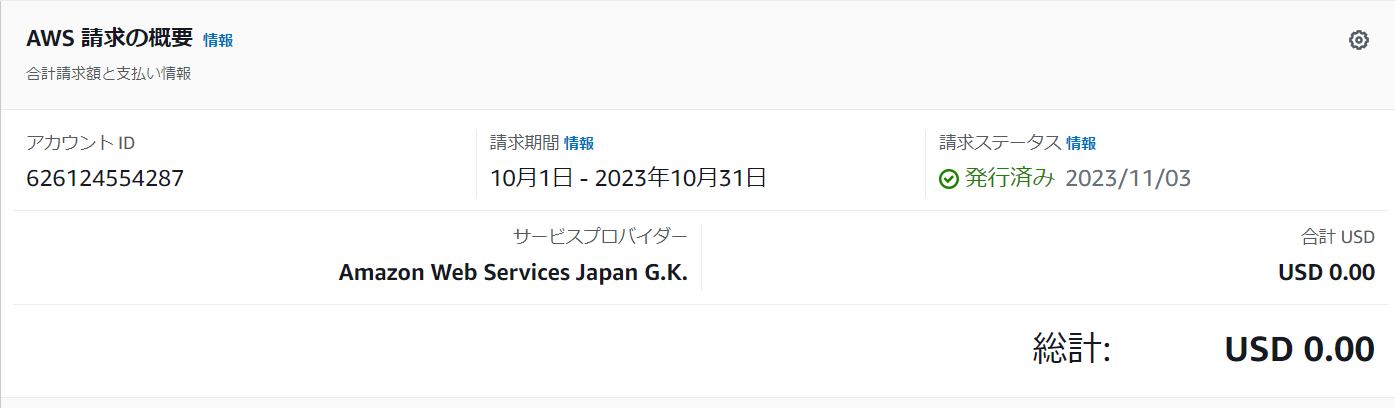 AWS 請求の概要 情報
合計請求額と支払い情報
アカウント ID
626124554287
請求期間 情報
10月1日 - 2023年10月31日
請求ステータス 情報
発行済み 2023/11/03
サービスプロバイダー
Amazon Web Services Japan G.K.
合計 USD
USD 0.00
総計: USD 0.00